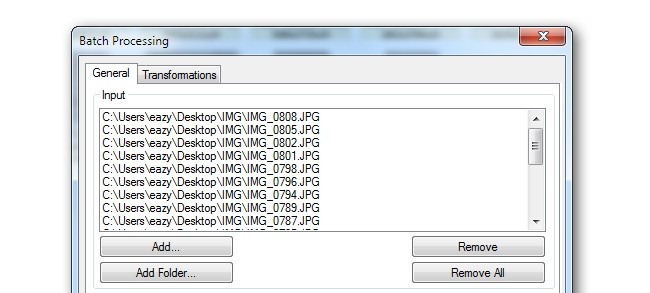 Batch Processing
General
Transformations
Input
C:\Users\eazy\Desktop\IMG\IMG_0808.JPG
C:\Users\eazy\Desktop\IMG\IMG_0805.JPG
C:\Users\eazy\Desktop\IMG\IMG_0802.JPG
C:\Users\eazy\Desktop\IMG\IMG_0801.JPG
C:\Users\eazy\Desktop\IMG\IMG_0798.JPG
C:\Users\eazy\Desktop\IMG\IMG_0796.JPG
C:\Users\eazy\Desktop\IMG\IMG_0794.JPG
C:\Users\eazy\Desktop\IMG\IMG_0789.JPG
C:\Users\eazy\Desktop\IMG\IMG_0787.JPG
Add...
Remove
Add Folder...
Remove All